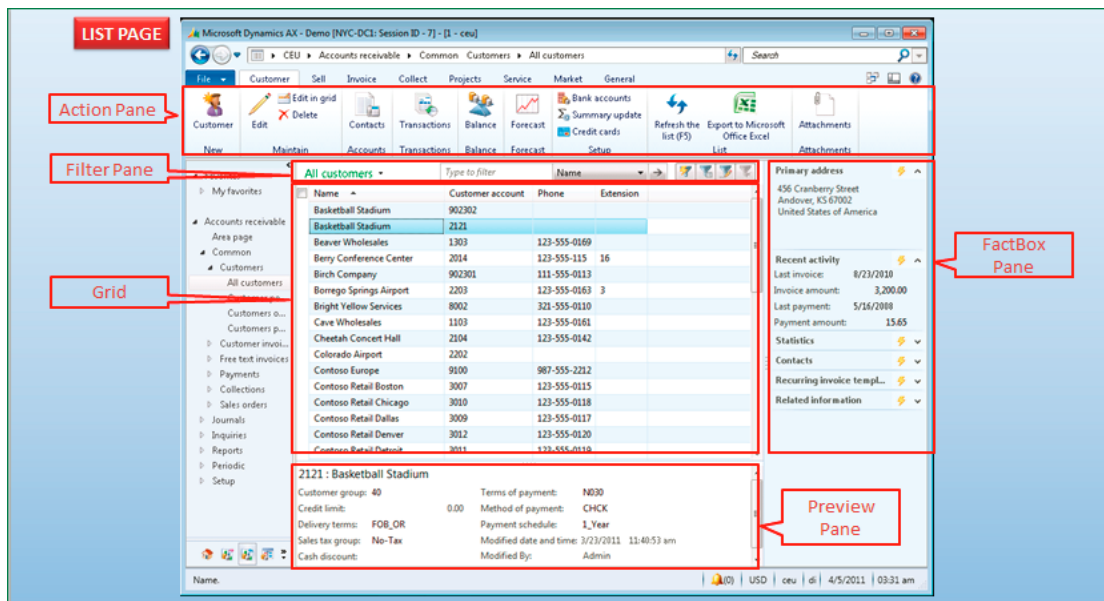 LIST PAGE
Microsoft Dynamics AX - Demo [NYC-DC1: Session ID - 7] - [1 - ceu]
CEU Accounts receivable Common Customers All customers
Search
File Customer Sell Invoice Collect Projects Service Market General
Action Pane
Customer
New
Edit
Edit in grid
Delete
Maintain
Contacts
Accounts
Transactions
Transactions
Balance
Balance
Forecast
Forecast
Bank accounts
Summary update
Credit cards
Setup
Refresh the list (F5)
Export to Microsoft Office Excel
List
Attachments
Attachments
Filter Pane
My favorites
Accounts receivable
Area page
Common
Customers
All customers
Customers o...
Customers p...
Customer invoi...
Free text invoices
Payments
Collections
Sales orders
Journals
Inquiries
Reports
Periodic
Setup
Grid
All customers
Type to filter
Name
Name Customer account Phone Extension
Basketball Stadium 902302
Basketball Stadium 2121
Beaver Wholesales 1303 123-555-0169
Berry Conference Center 2014 123-555-115 16
Birch Company 902301 111-555-0113
Borrego Springs Airport 2203 123-555-0163 3
Bright Yellow Services 8002 321-555-0110
Cave Wholesales 1103 123-555-0161
Cheetah Concert Hall 2104 123-555-0142
Colorado Airport 2202
Contoso Europe 9100 987-555-2212
Contoso Retail Boston 3007 123-555-0115
Contoso Retail Chicago 3010 123-555-0118
Contoso Retail Dallas 3009 123-555-0117
Contoso Retail Denver 3012 123-555-0120
Contoso Retail Detroit 3011 123-555-0119
Primary address
456 Cranberry Street
Andover, KS 67002
United States of America
Recent activity
Last invoice: 8/23/2010
Invoice amount: 3,200.00
Last payment: 5/16/2008
Payment amount: 15.65
Statistics
Contacts
Recurring invoice templ...
Related information
FactBox Pane
2121 : Basketball Stadium
Customer group: 40 Terms of payment: N030
Credit limit: 0.00 Method of payment: CHCK
Delivery terms: FOB_OR Payment schedule: 1_Year
Sales tax group: No-Tax Modified date and time: 3/23/2011 11:40:53 am
Cash discount: Modified By: Admin
Preview Pane
Name.
(0) USD ceu di 4/5/2011 03:31 am